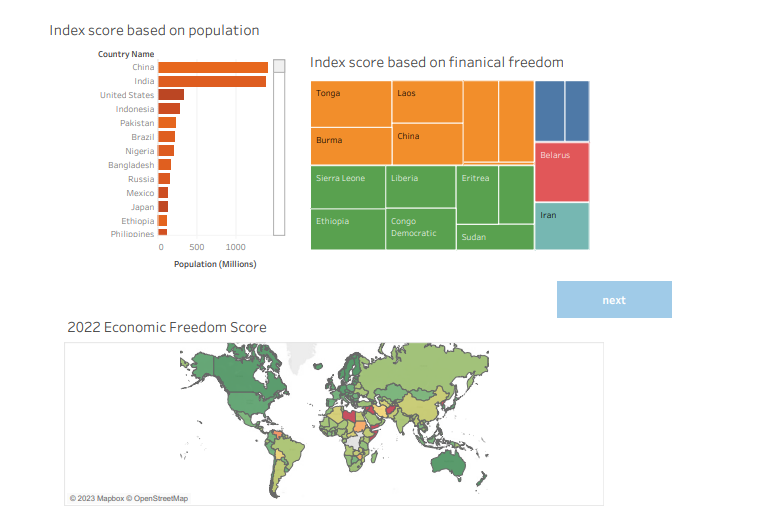 Index score based on population
Country Name
China
India
United States
Indonesia
Pakistan
Brazil
Nigeria
Bangladesh
Russia
Mexico
Japan
Ethiopia
Philippines
0 500 1000
Population (Millions)
Index score based on finanical freedom
Tonga
Laos
Burma
China
Belarus
Sierra Leone
Liberia
Eritrea
Ethiopia
Congo
Democratic
Sudan
Iran
next
2022 Economic Freedom Score
© 2023 Mapbox © OpenStreetMap